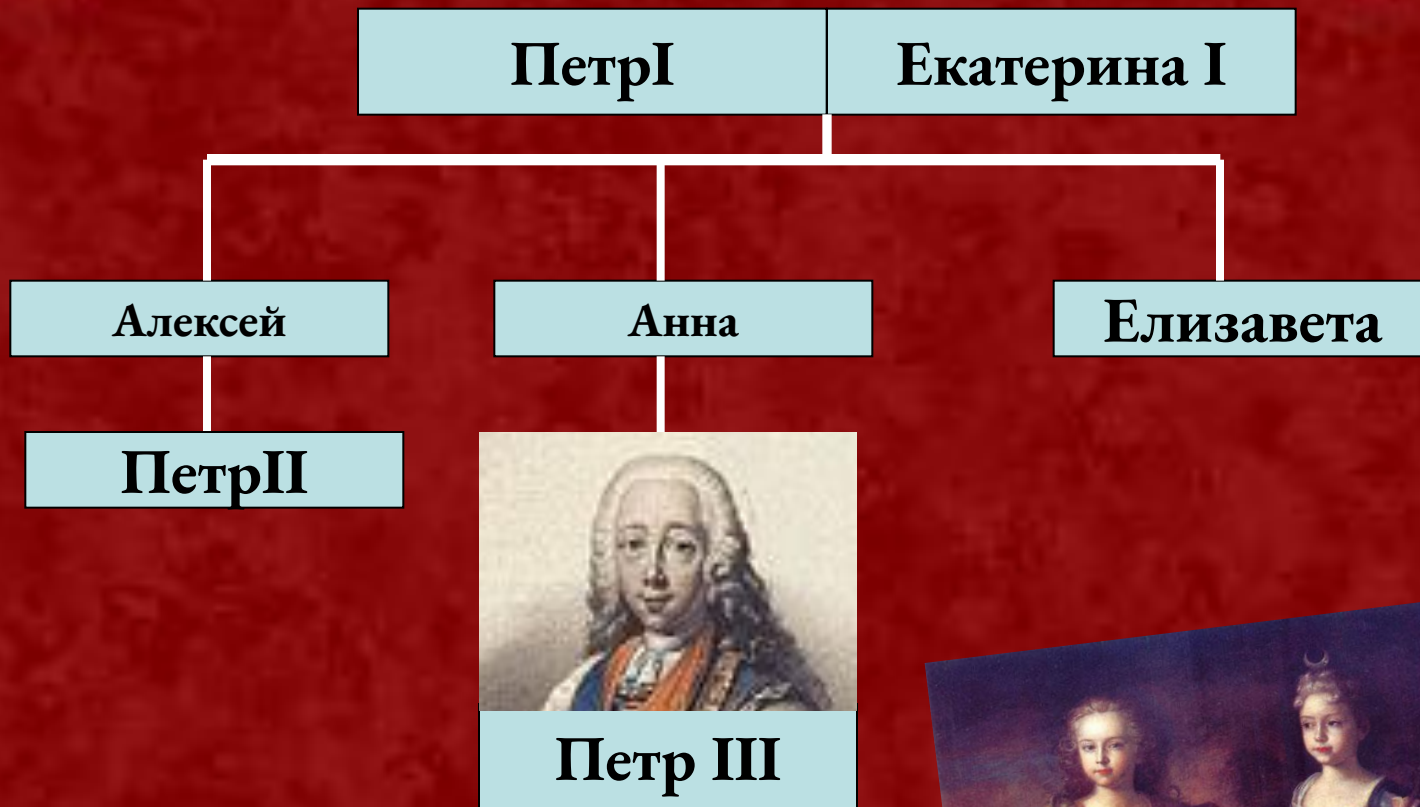 ПетрI
Екатерина I
Алексей
Анна
Елизавета
ПетрII
Петр III